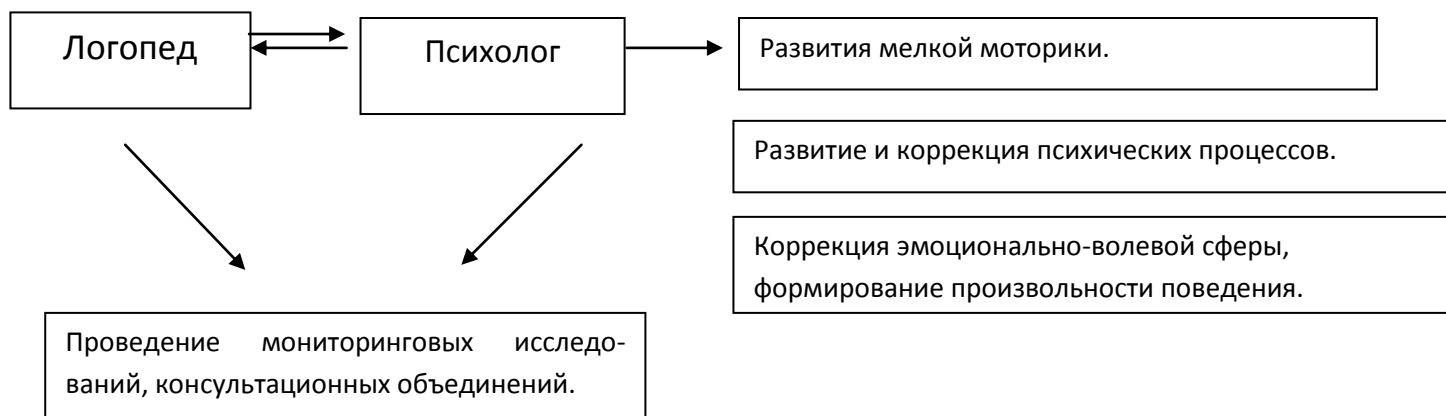 Логопед
Психолог
Развития мелкой моторики.
Развитие и коррекция психических процессов.
Коррекция эмоционально-волевой сферы,
формирование произвольности поведения.
Проведение мониторинговых исследо-
ваний, консультационных объединений.